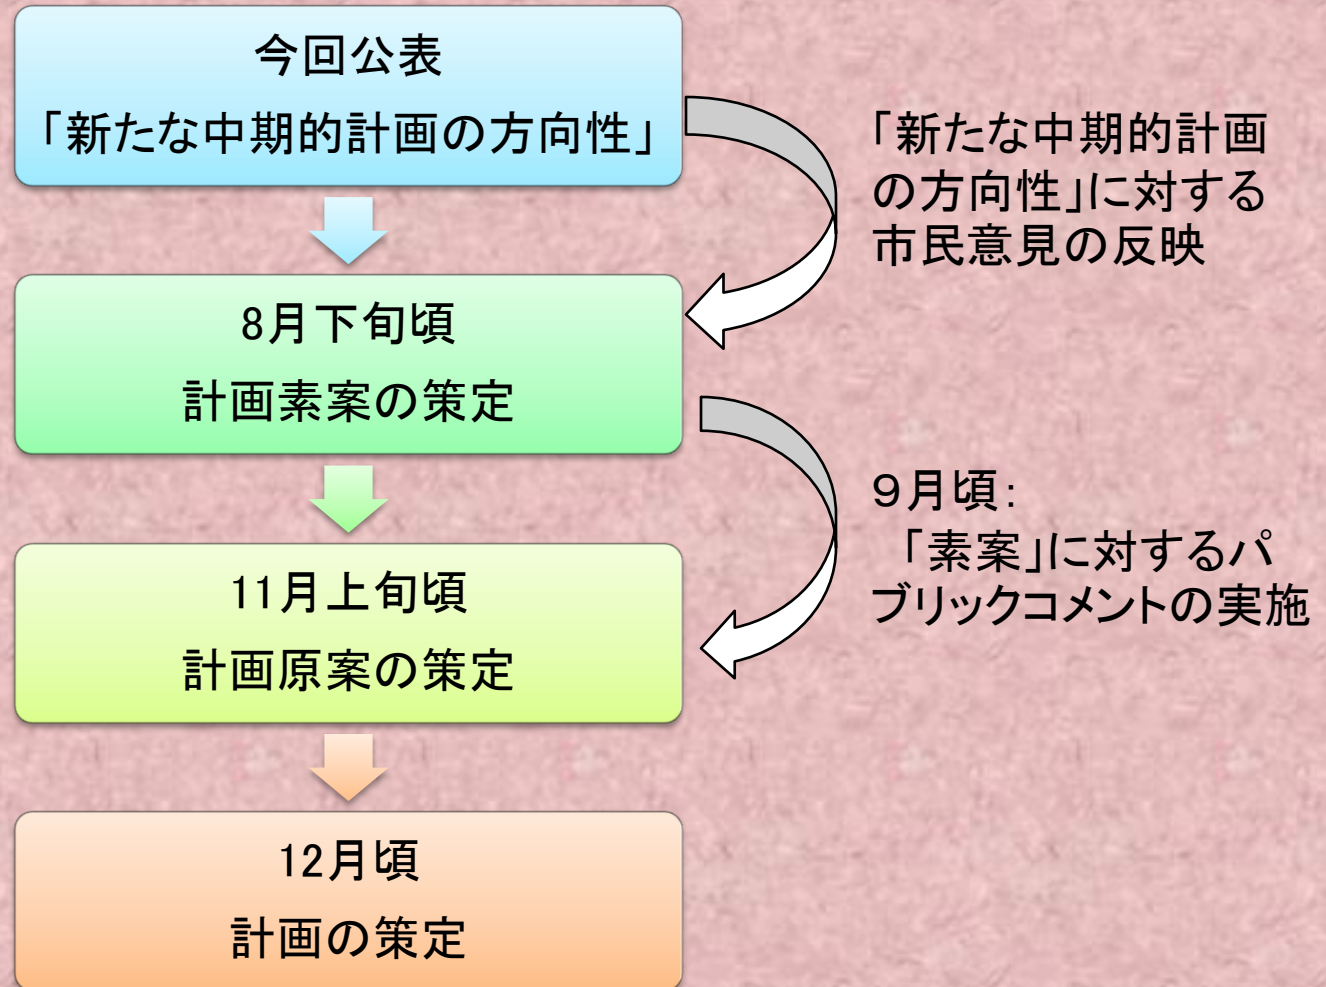 今回公表
「新たな中期的計画の方向性」
「新たな中期的計画
の方向性」に対する
市民意見の反映
8月下旬頃
計画素案の策定
９月頃：
「素案」に対するパ
ブリックコメントの実施
11月上旬頃
計画原案の策定
12月頃
計画の策定